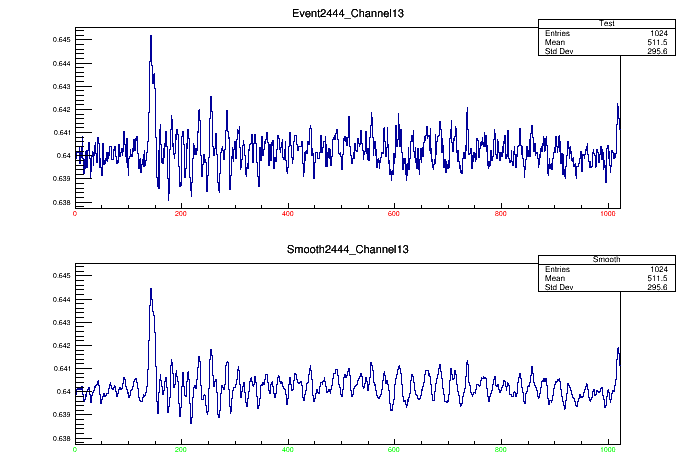 Event2444_Channel13
Test
Entries 1024
Mean 511.5
Std Dev 295.6
0.645
0.644
0.643
0.642
0.641
0.64
0.639
0.638
0 200 400 600 800 1000
Smooth2444_Channel13
Smooth
Entries 1024
Mean 511.5
Std Dev 295.6
0.645
0.644
0.643
0.642
0.641
0.64
0.639
0.638
0 200 400 600 800 1000